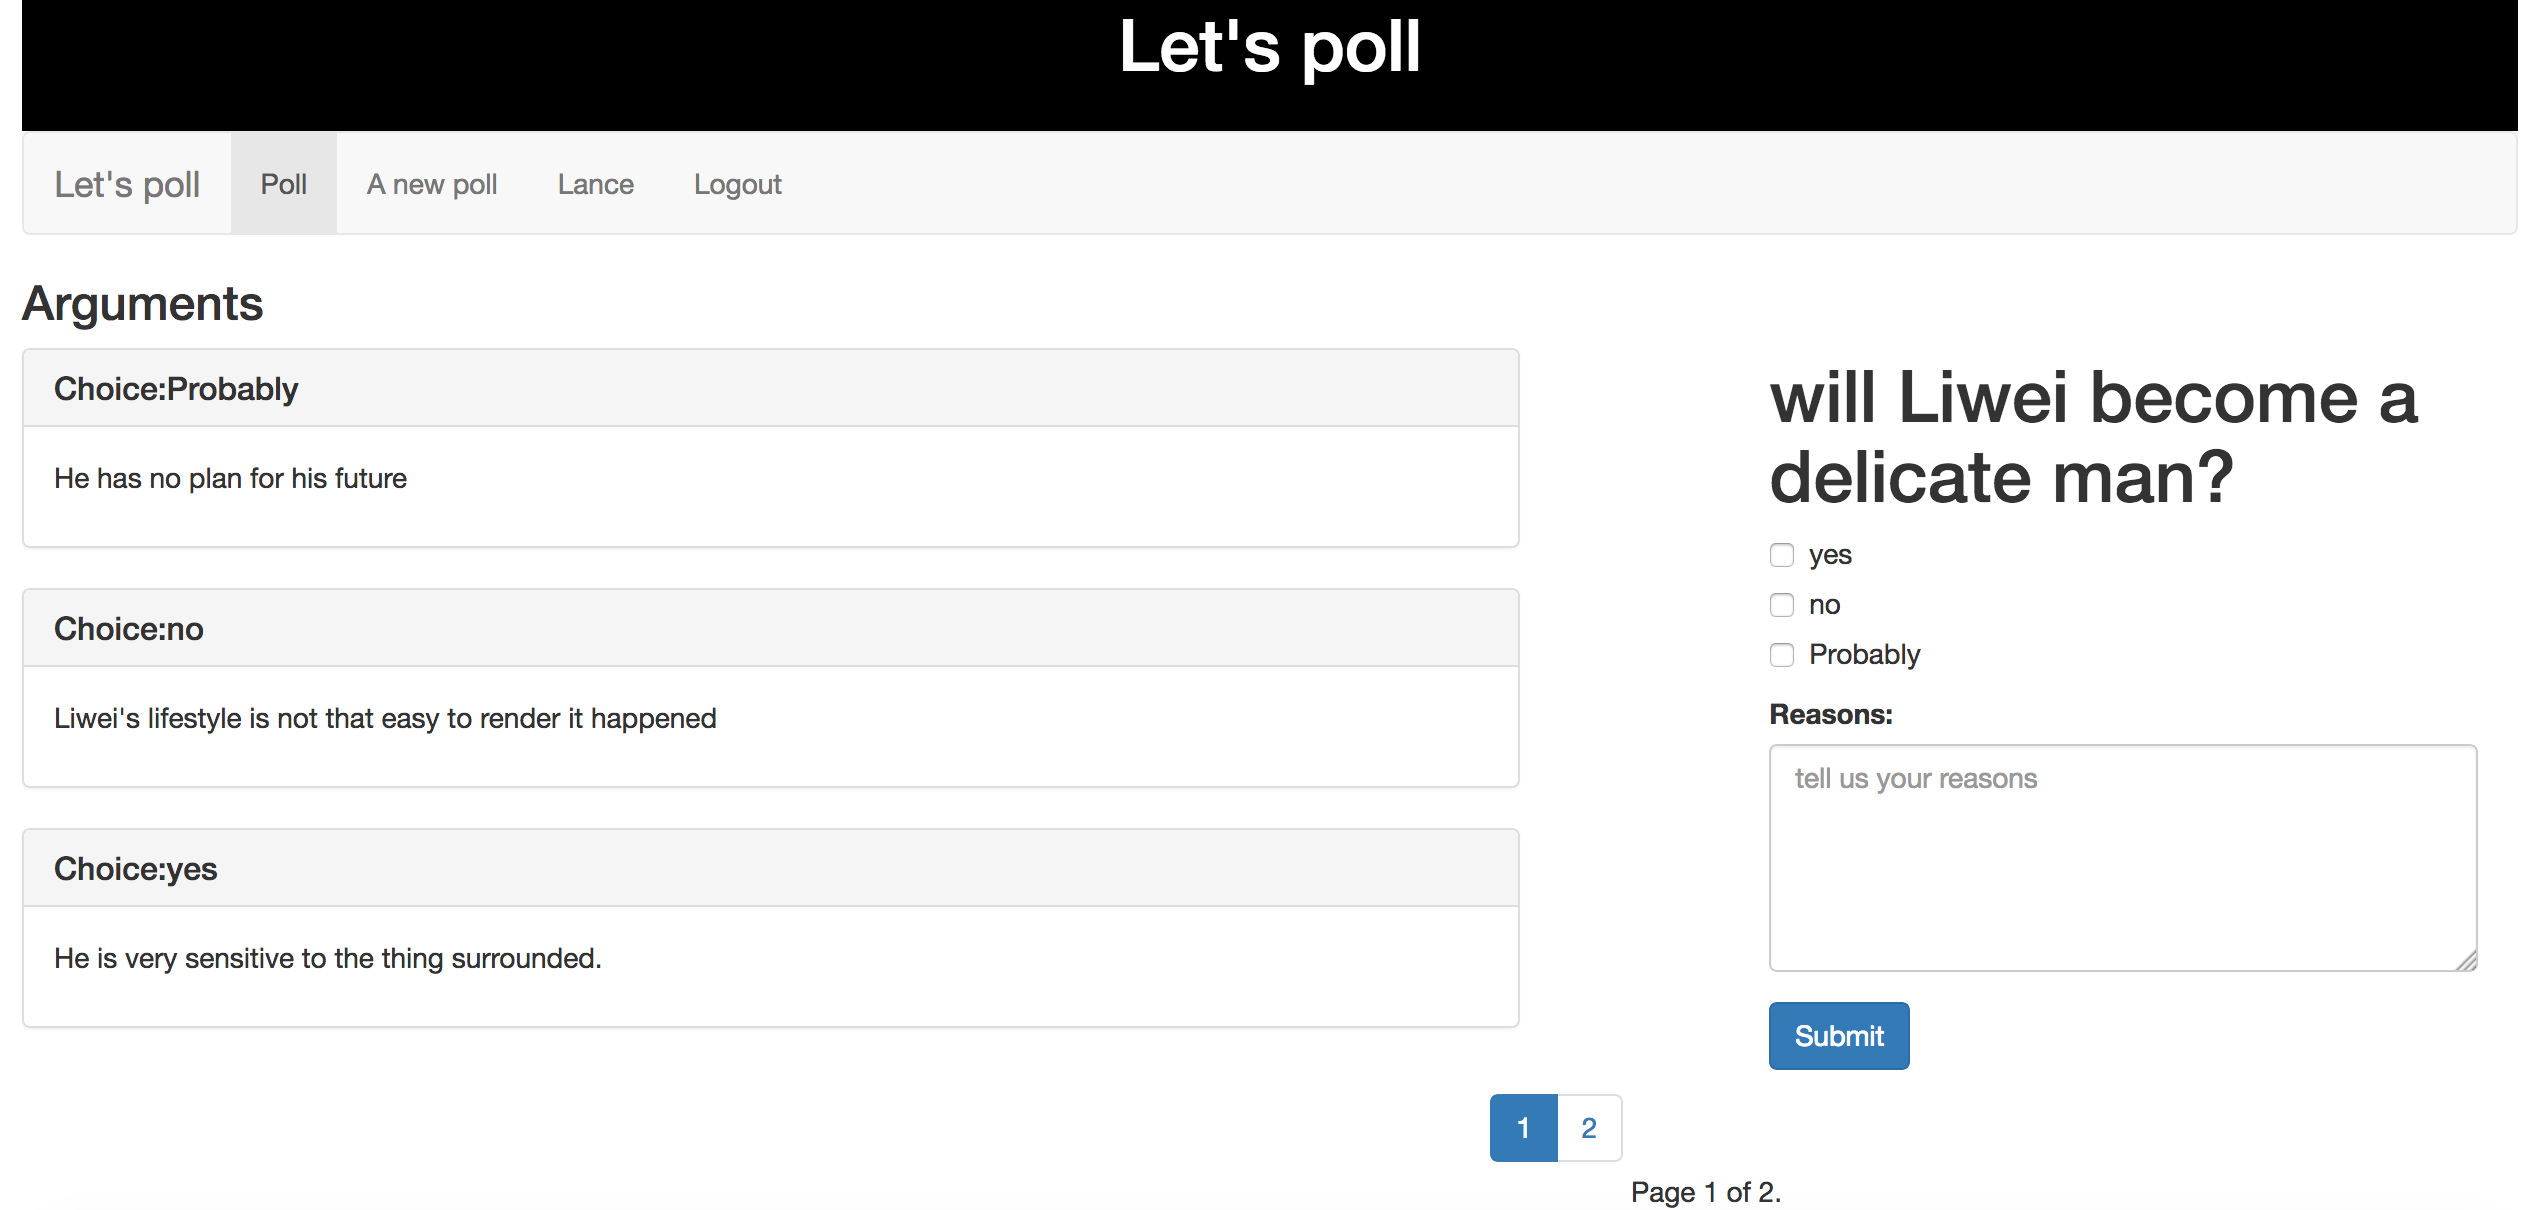 Let's poll
Let's poll Poll A new poll Lance Logout
Arguments
Choice:Probably
He has no plan for his future
Choice:no
Liwei's lifestyle is not that easy to render it happened
Choice:yes
He is very sensitive to the thing surrounded.
will Liwei become a
delicate man?
yes
no
Probably
Reasons:
tell us your reasons
Submit
1 2
Page 1 of 2.